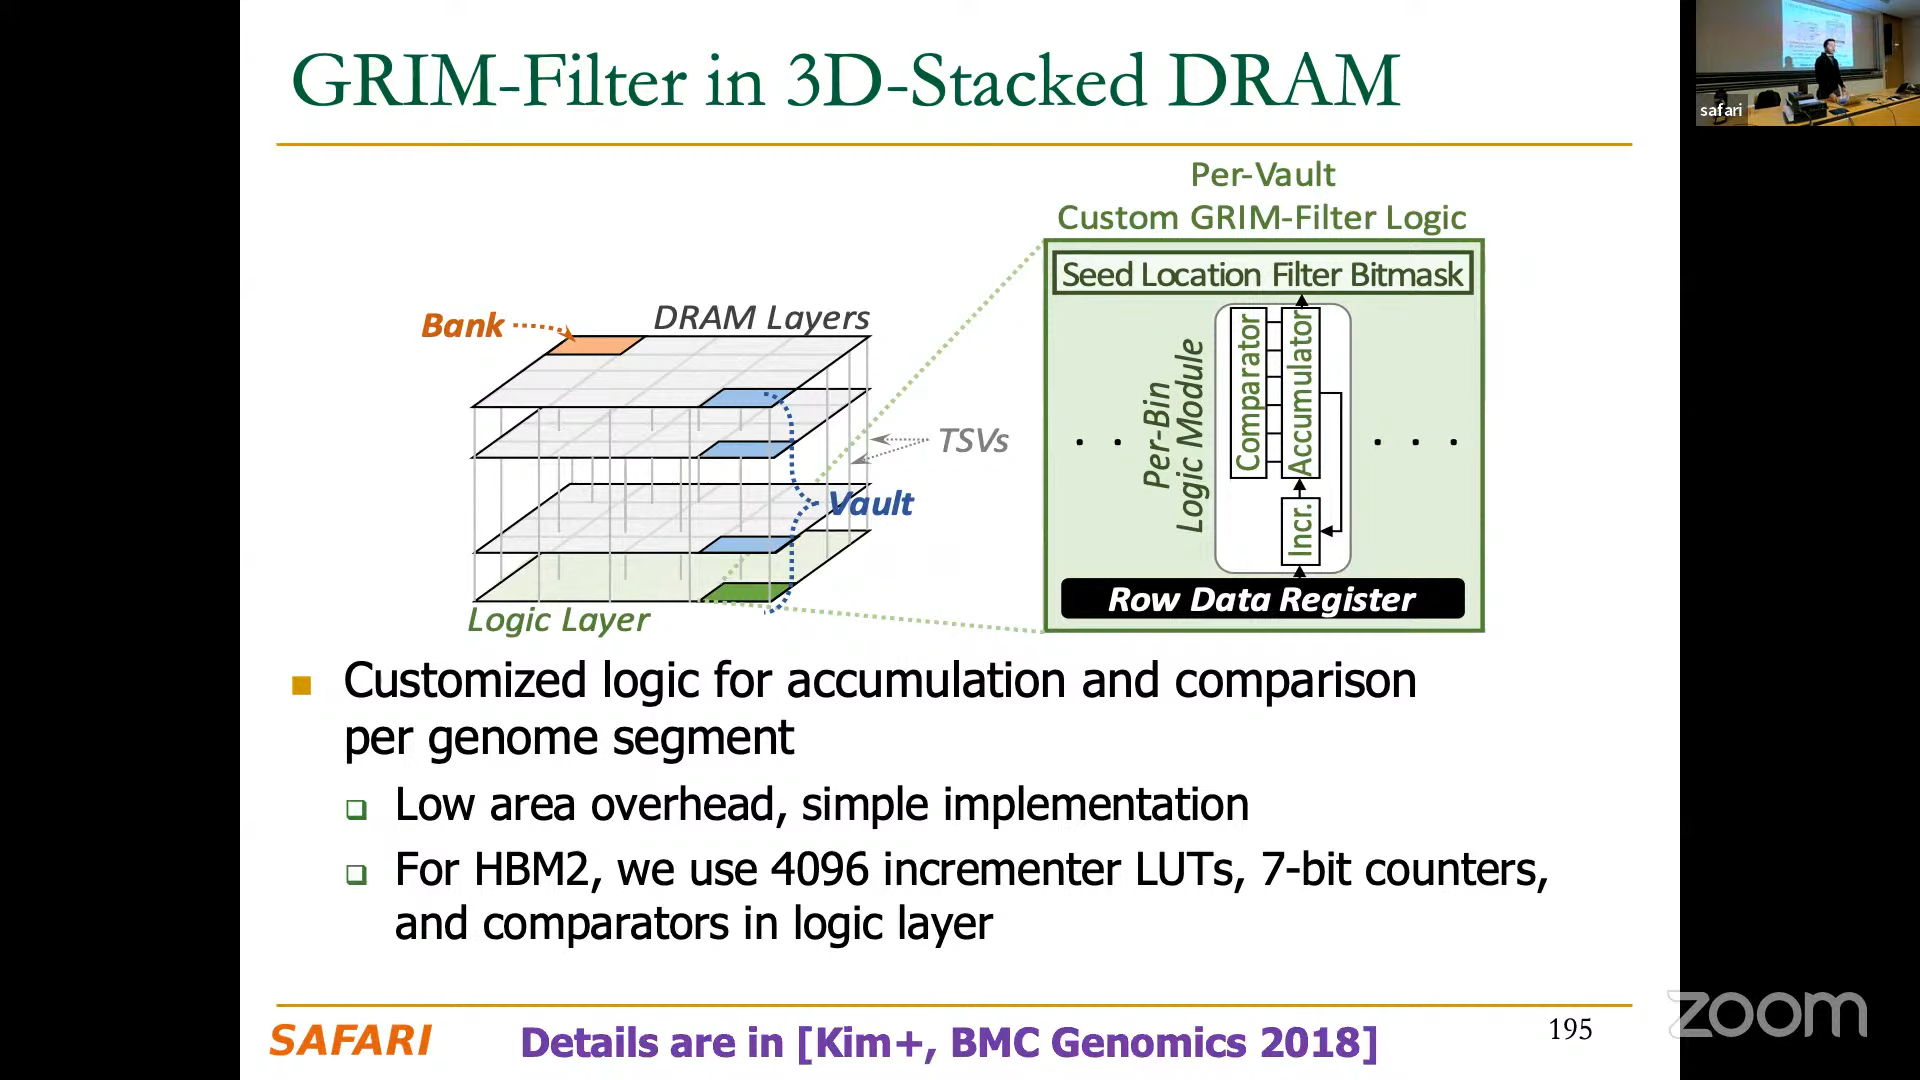 GRIM-Filter in 3D-Stacked DRAM
safari
Per-Vault
Custom GRIM-Filter Logic
Seed Location Filter Bitmask
Bank
DRAM Layers
Comparator
Accumulator
Per-Bin
Logic Module
. .
. . .
TSVs
Vault
Incr.
Row Data Register
Logic Layer
Customized logic for accumulation and comparison
per genome segment
Low area overhead, simple implementation
For HBM2, we use 4096 incrementer LUTs, 7-bit counters,
and comparators in logic layer
SAFARI
Details are in [Kim+, BMC Genomics 2018]
195
zoom